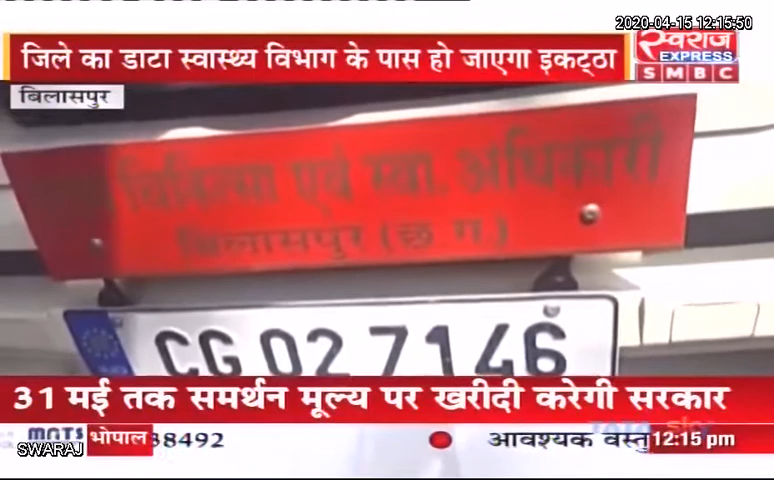 2020-04-15 12:15:50
जिले का डाटा स्वास्थ्य विभाग के पास हो जाएगा इकट्ठा
स्वराज
EXPRESS
SMBC
बिलासपुर
चिकित्सा एवं स्वा. अधिकारी
बिलासपुर (छ ग.)
CG 02 7146
31 मई तक समर्थन मूल्य पर खरीदी करेगी सरकार
MATS भोपाल 38492 आवश्यक वस्तु 12:15 pm
SWARAJ